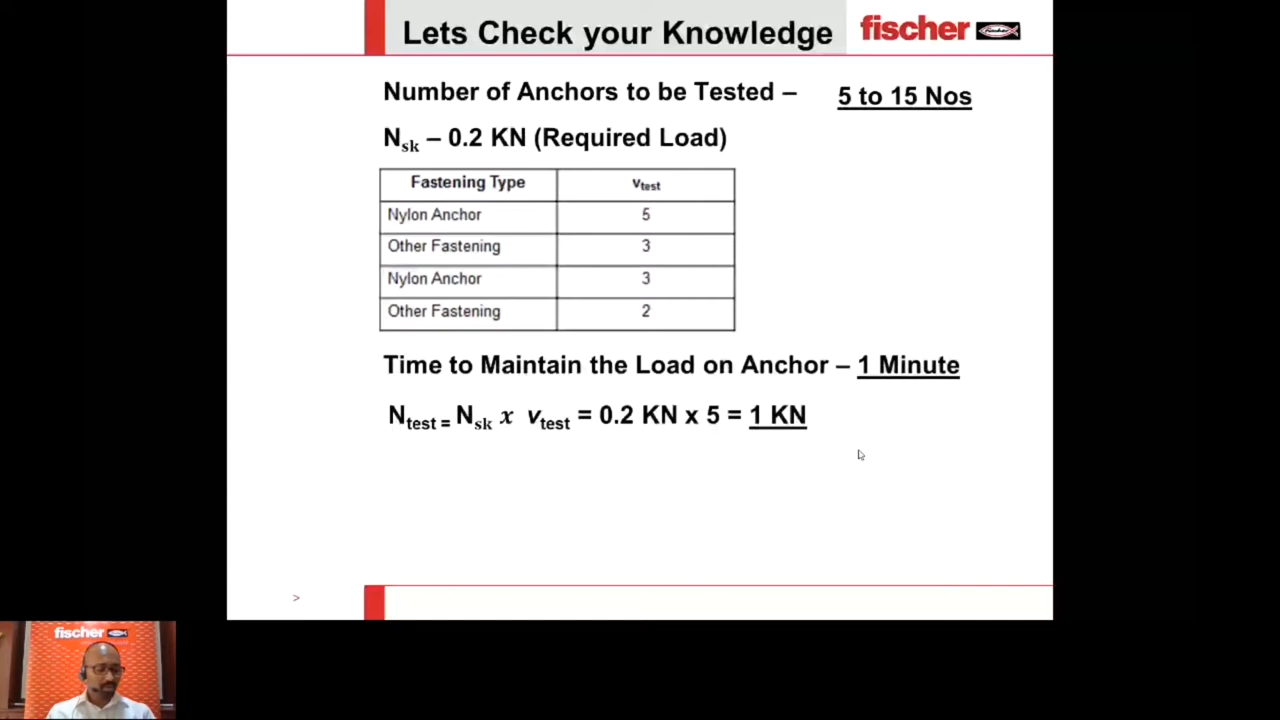 Lets Check your Knowledge
fischer
Number of Anchors to be Tested – 5 to 15 Nos
Nsk – 0.2 KN (Required Load)
Fastening Type vtest
Nylon Anchor 5
Other Fastening 3
Nylon Anchor 3
Other Fastening 2
Time to Maintain the Load on Anchor – 1 Minute
Ntest = Nsk x vtest = 0.2 KN x 5 = 1 KN
>
fischer